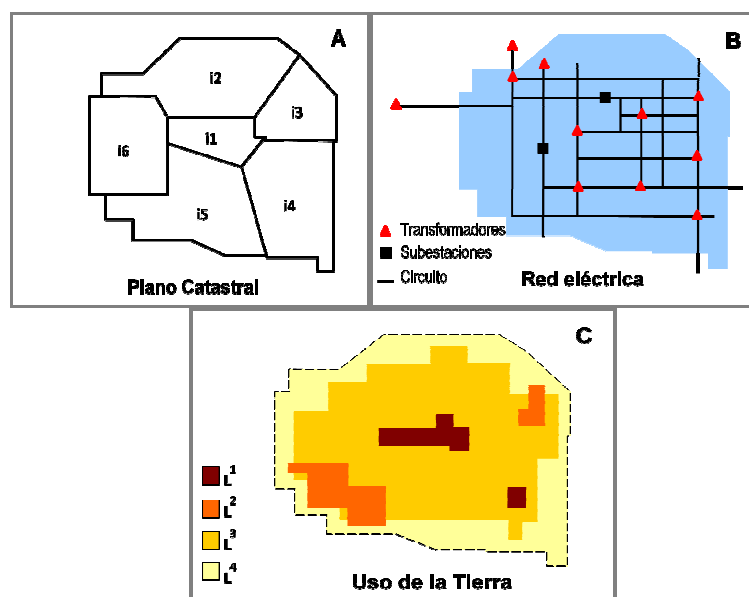 A
i2
i3
i1
i6
i5
i4
Plano Catastral
B
Transformadores
Subestaciones
Circuito
Red eléctrica
C
L1
L2
L3
L4
Uso de la Tierra